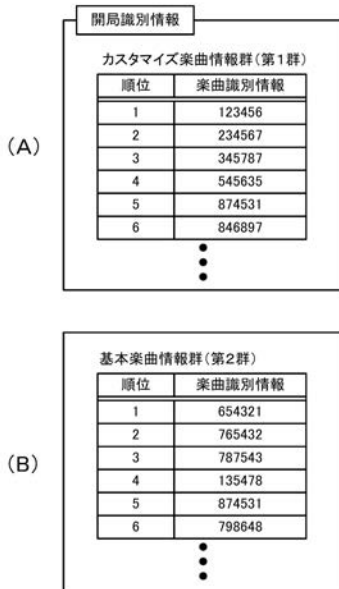 開局識別情報
カスタマイズ楽曲情報群(第1群)
順位 楽曲識別情報
1 123456
2 234567
(A)
3 345787
4 545635
5 874531
6 846897
基本楽曲情報群(第2群)
順位 楽曲識別情報
1 654321
2 765432
3 787543
(B)
4 135478
5 874531
6 798648